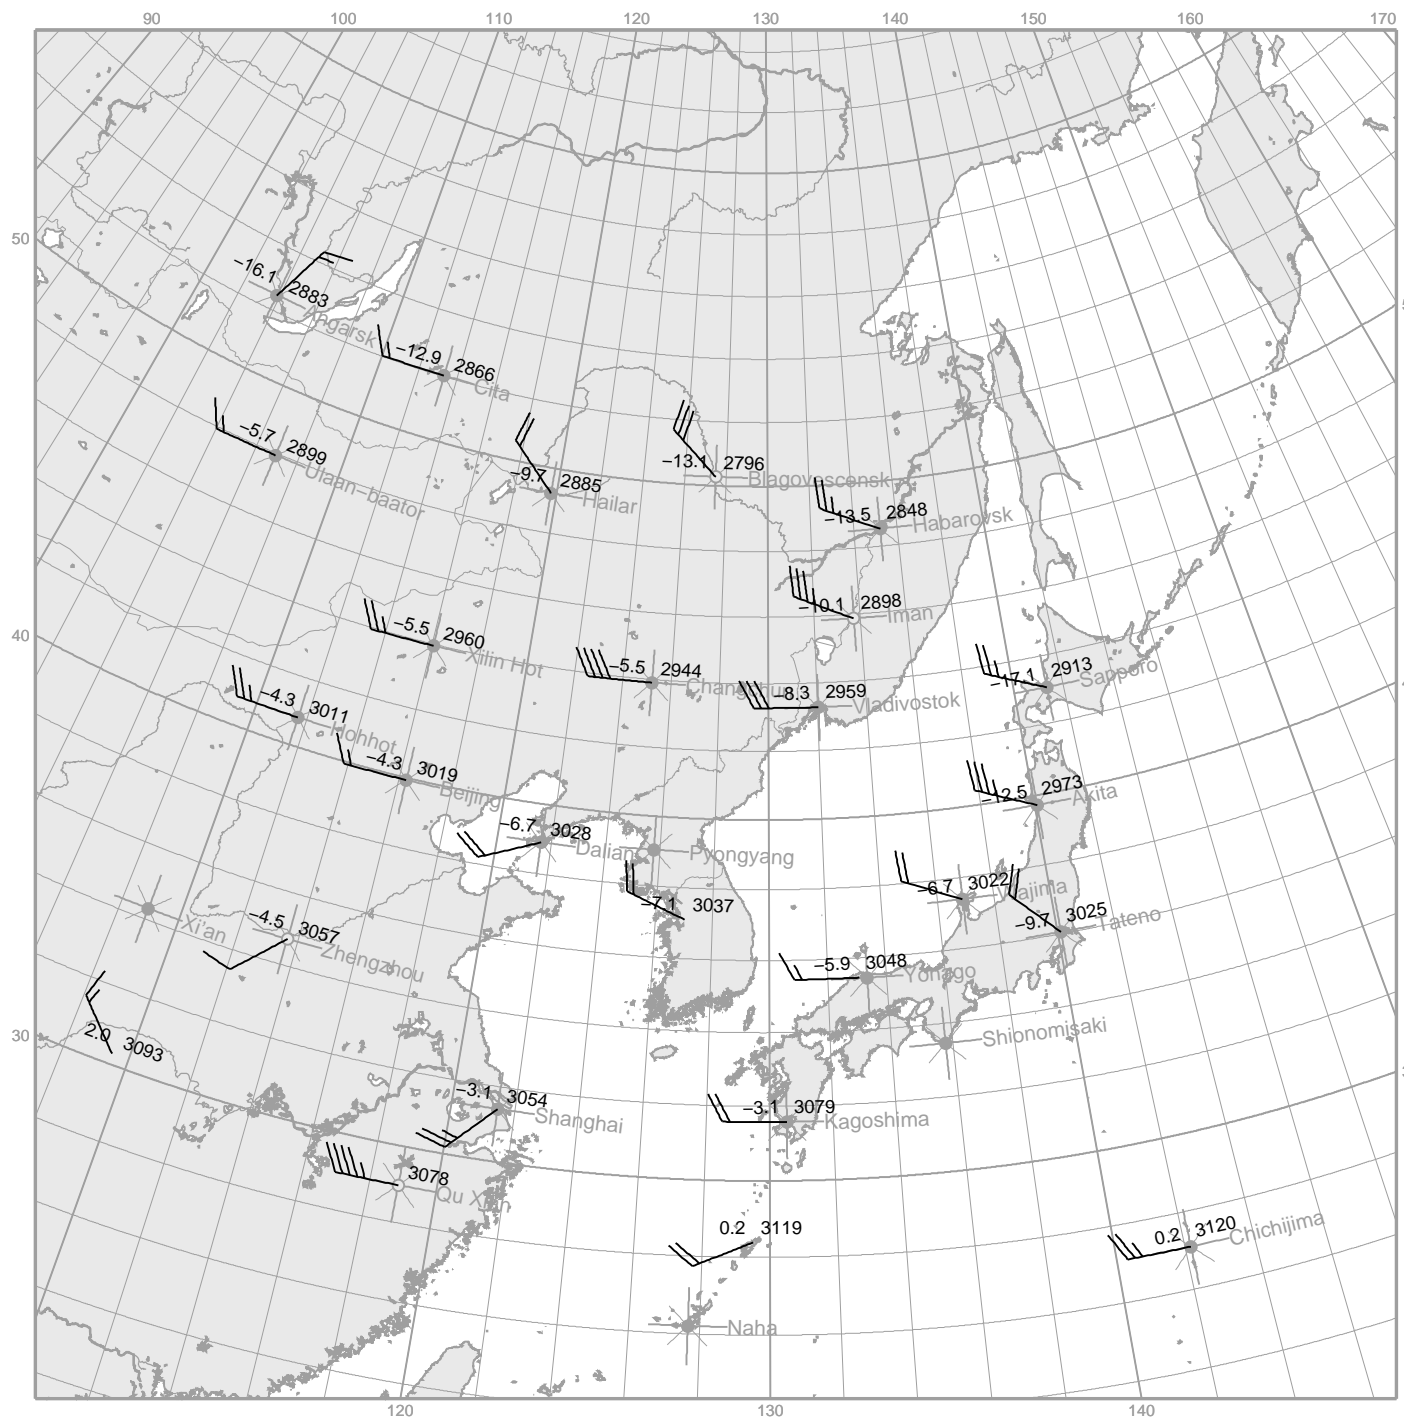 90 100 110 120 130 140 150 160 170
50
−16.1 2883
Angarsk
−12.9 2866
Cita
−5.7 2899
Ulaan−baator
−9.7 2885
Hailar
−13.1 2796
Blagovesconsk
−13.5 2848
Habarovsk
−10.1 2898
Iman
40
−5.5 2960
Xilin Hot
−5.5 2944
Changchun
−8.3 2959
Vladivostok
−17.1 2913
Sapporo
−4.3 3011
Hohhot
−4.3 3019
Beijing
−12.5 2973
Akita
−6.7 3028
Dalian
Pyongyang
−7.1 3037
−6.7 3022
Wajima
−9.7 3025
Tateno
Xi'an
−4.5 3057
Zhengzhou
−5.9 3048
Yonago
30
2.0 3093
Shionomisaki
−3.1 3054
Shanghai
−3.1 3079
Kagoshima
3078
Qu Xian
0.2 3119
0.2 3120
Chichijima
Naha
120 130 140